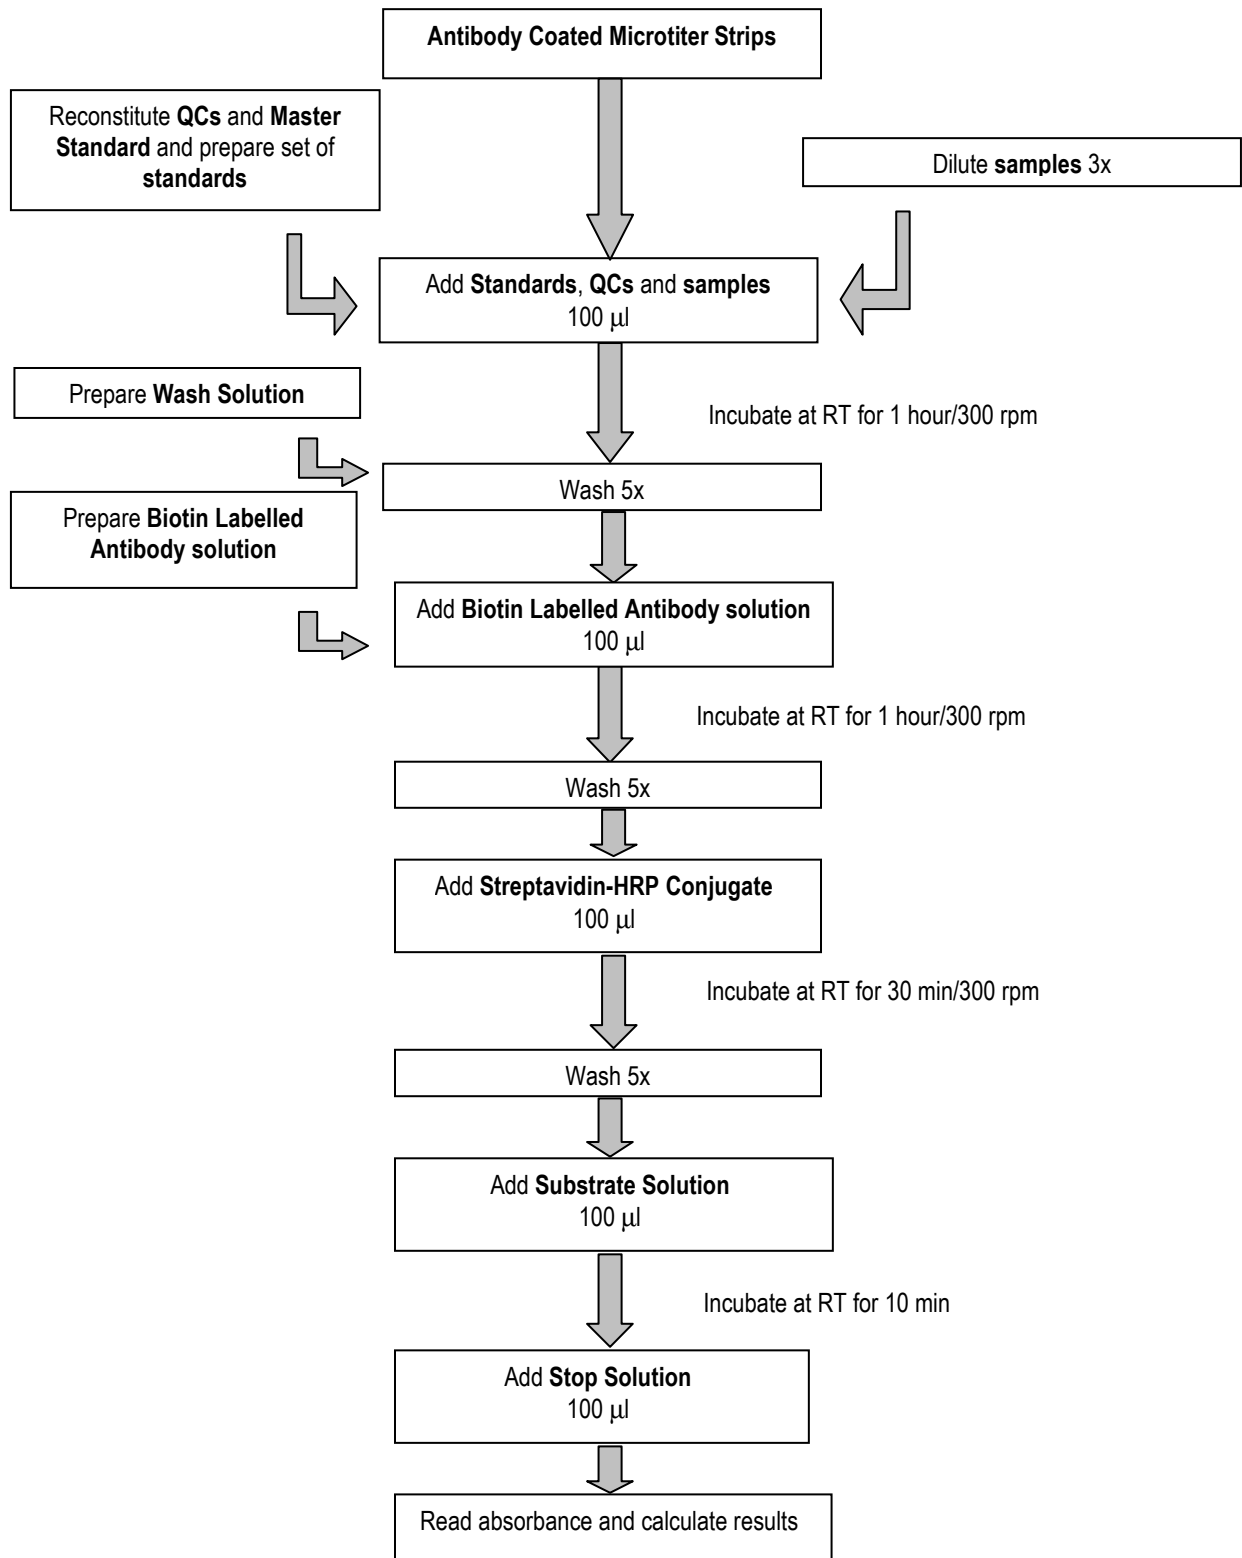 Antibody Coated Microtiter Strips
Reconstitute QCs and Master
Standard and prepare set of
standards
Dilute samples 3x
Add Standards, QCs and samples
100 µl
Prepare Wash Solution
Incubate at RT for 1 hour/300 rpm
Wash 5x
Prepare Biotin Labelled
Antibody solution
Add Biotin Labelled Antibody solution
100 µl
Incubate at RT for 1 hour/300 rpm
Wash 5x
Add Streptavidin-HRP Conjugate
100 µl
Incubate at RT for 30 min/300 rpm
Wash 5x
Add Substrate Solution
100 µl
Incubate at RT for 10 min
Add Stop Solution
100 µl
Read absorbance and calculate results